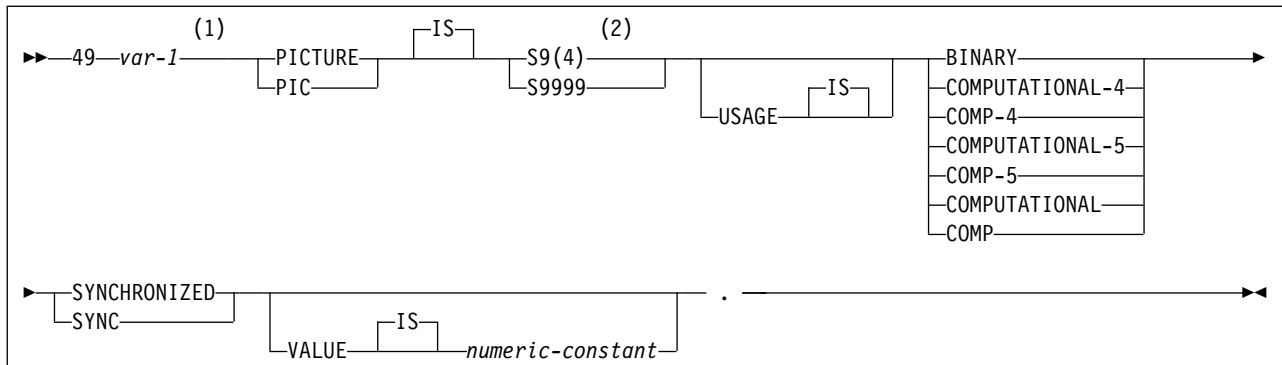 (1) IS (2)
49 var-1 PICTURE S9(4) BINARY
PIC S9999 COMPUTATIONAL-4
USAGE IS COMP-4
COMPUTATIONAL-5
COMP-5
COMPUTATIONAL
COMP
SYNCHRONIZED .
SYNC IS
VALUE numeric-constant